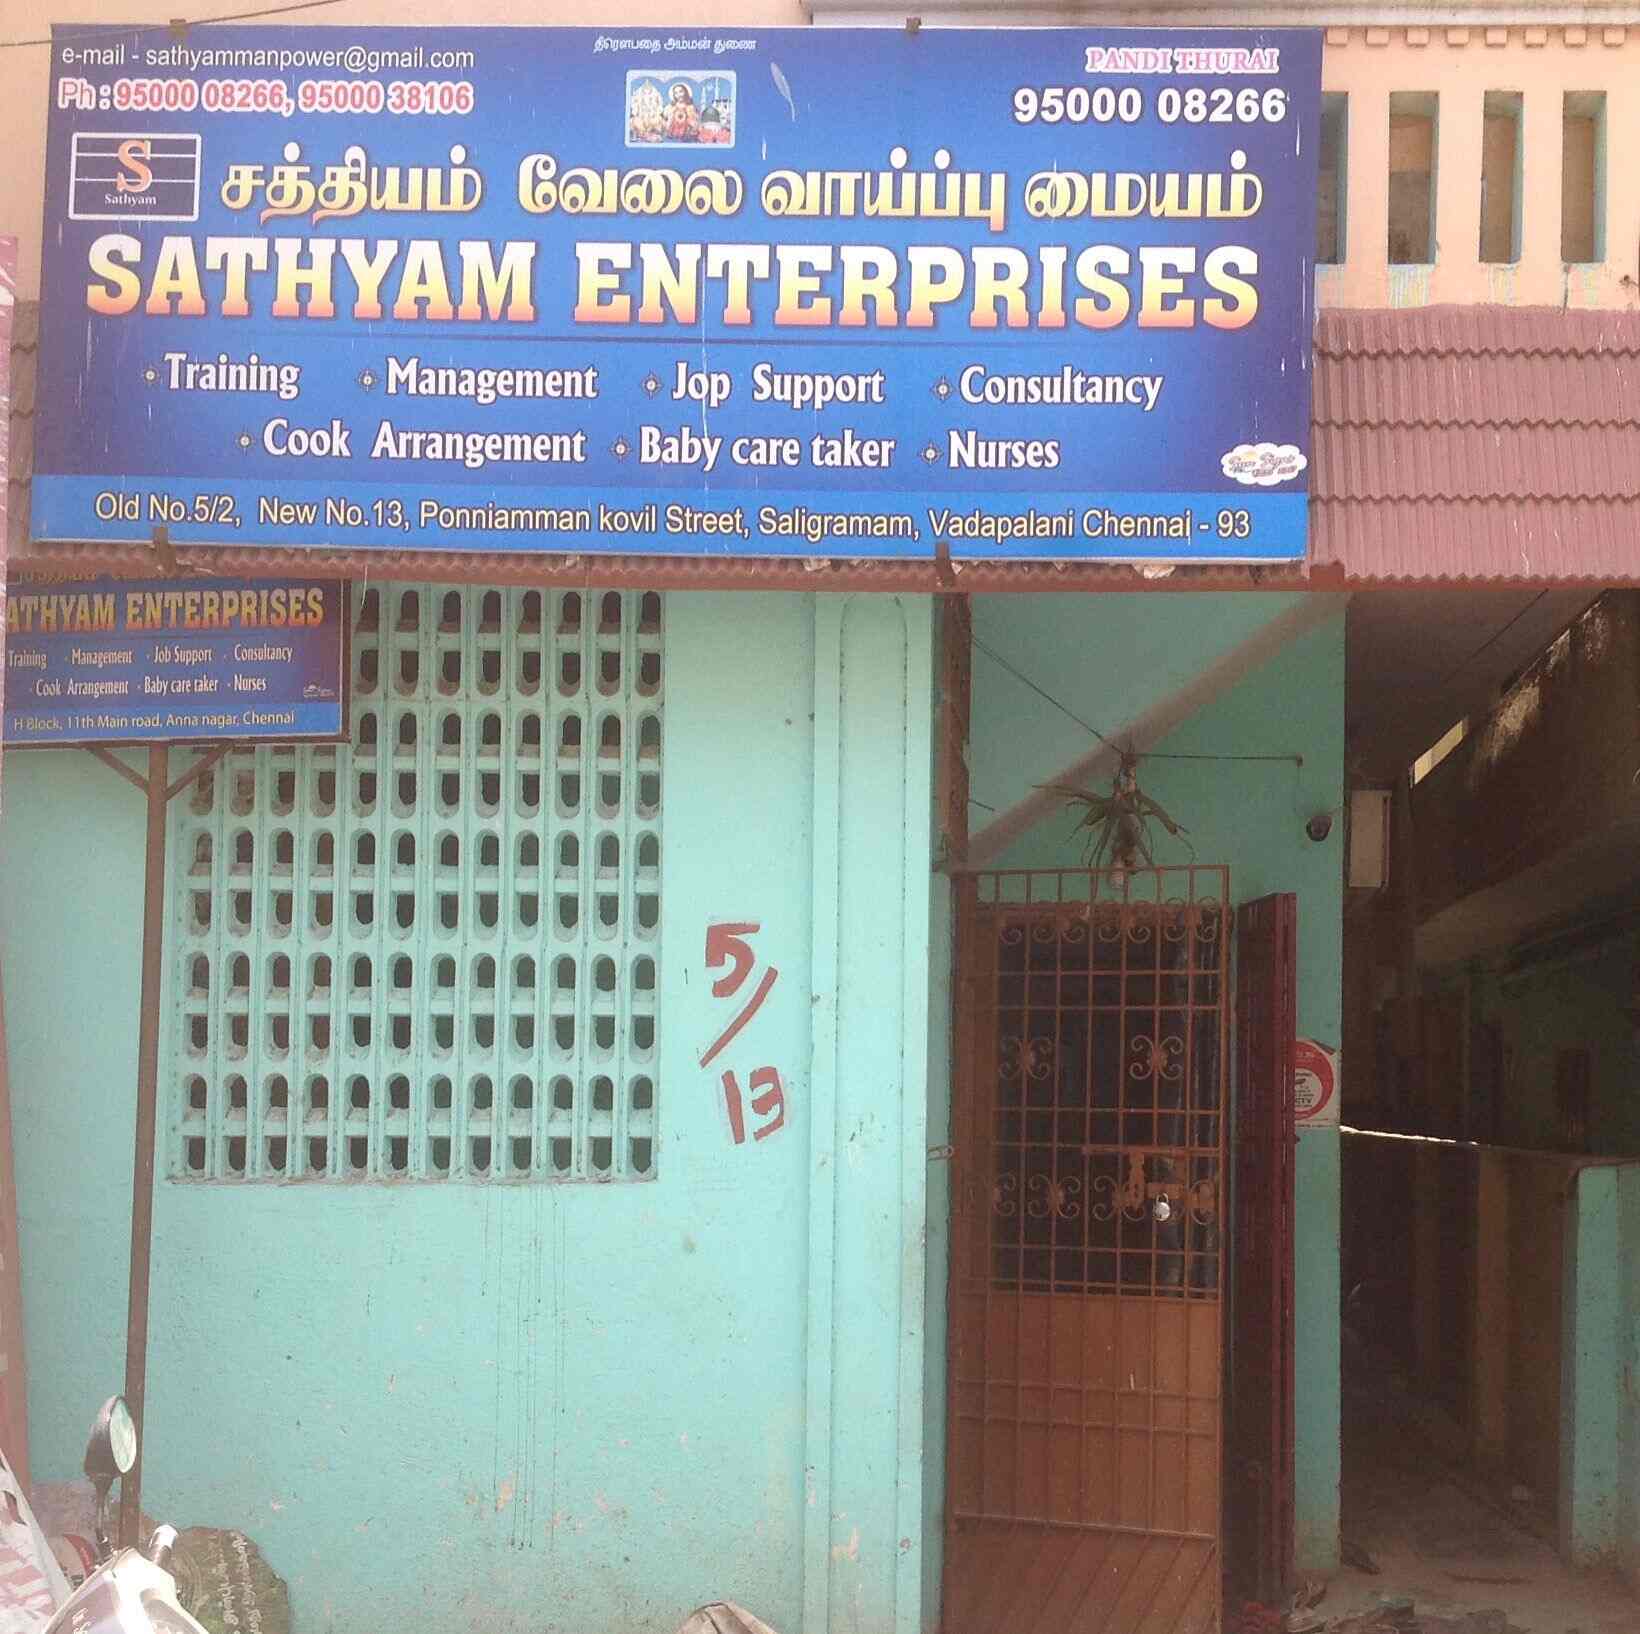 e-mail - sathyammanpower@gmail.com
Ph : 95000 08266, 95000 38106
திரௌபதை அம்மன் துணை
PANDI THURAI
95000 08266
S
Sathyam
சத்தியம் வேலை வாய்ப்பு மையம்
SATHYAM ENTERPRISES
Training Management Jop Support Consultancy
Cook Arrangement Baby care taker Nurses
Old No.5/2, New No.13, Ponniamman kovil Street, Saligramam, Vadapalani Chennai - 93
ATHYAM ENTERPRISES
Training Management Job Support Consultancy
Cook Arrangement Baby care taker Nurses
H Block, 11th Main road, Anna nagar, Chennai
5/
13